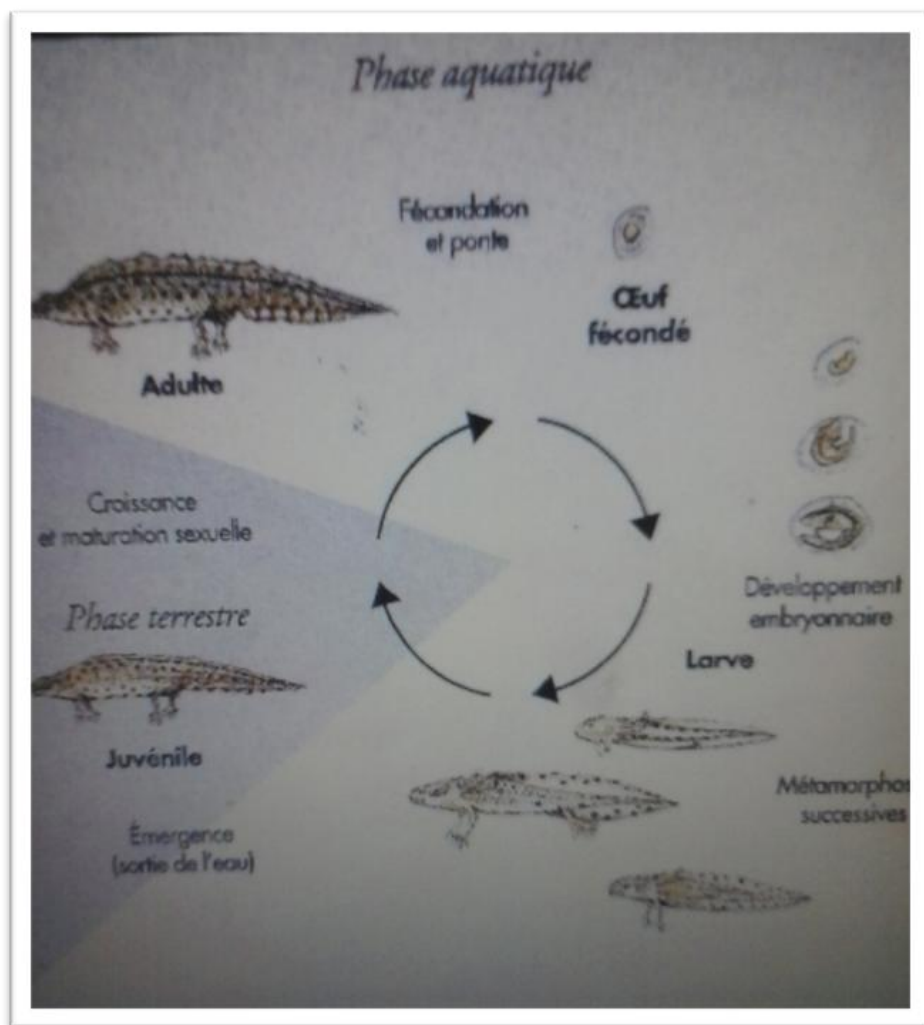 Phase aquatique
Fécondation
et ponte
Œuf
fécondé
Adulte
Croissance
et maturation sexuelle
Développement
embryonnaire
Phase terrestre
Larve
Juvénile
Métamorphos
successives
Émergence
(sortie de l'eau)